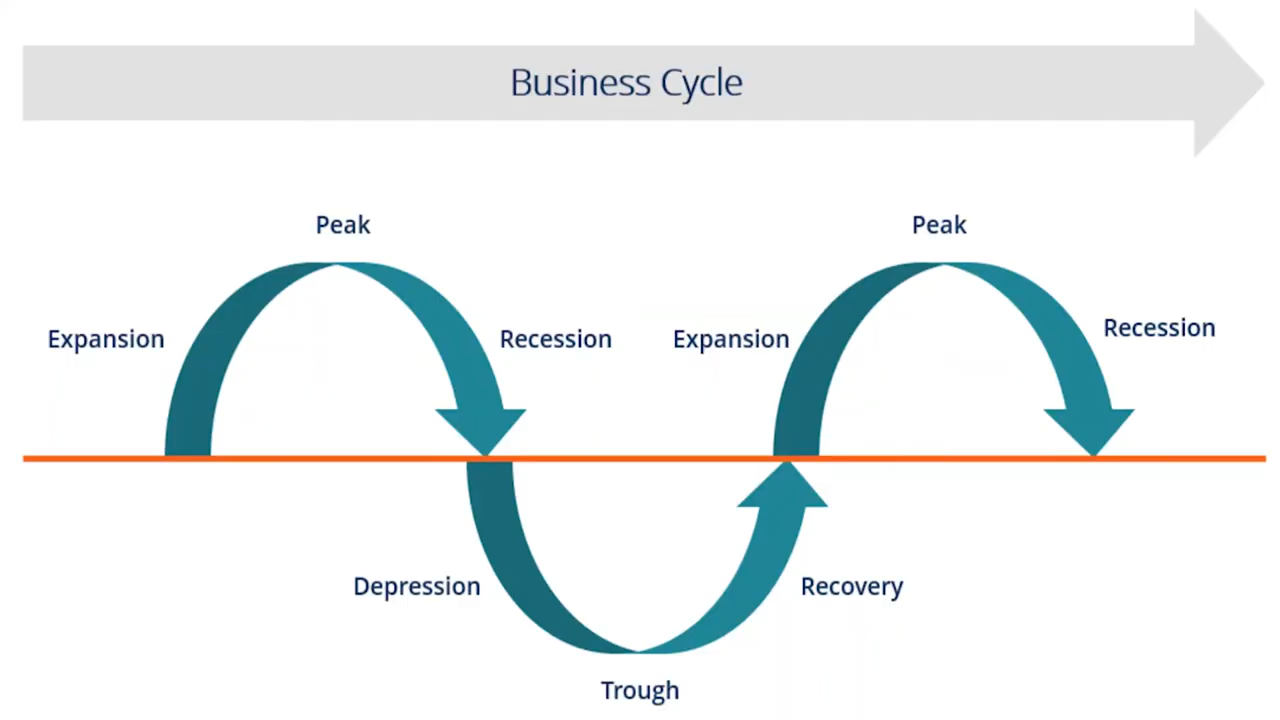 Business Cycle
Peak
Peak
Expansion
Recession
Expansion
Recession
Depression
Recovery
Trough